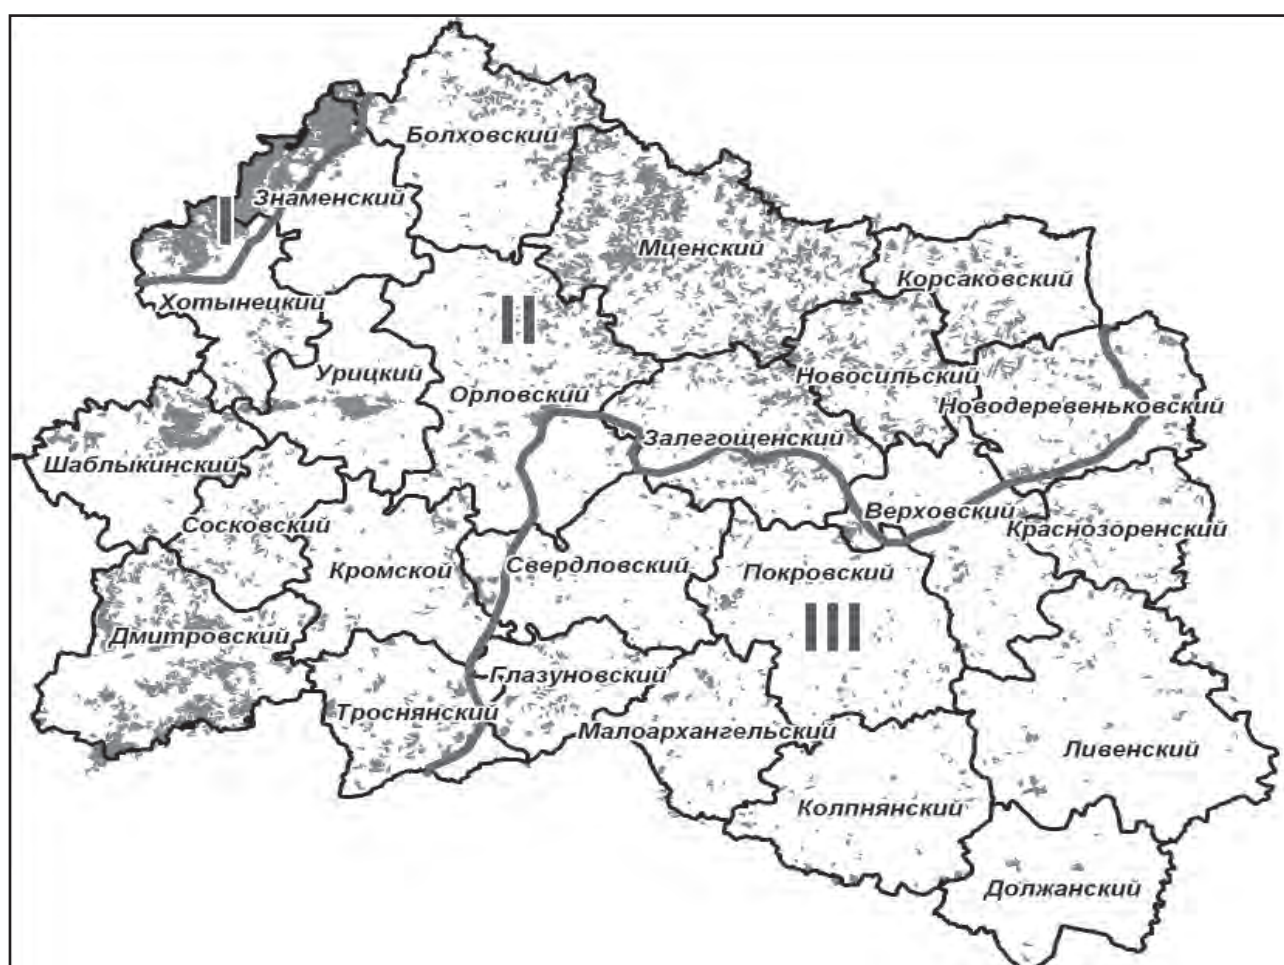 Болховский
Знаменский
I
Мценский
Корсаковский
Хотынецкий
II
Урицкий
Орловский
Новосильский
Новодеревеньковский
Залегощенский
Шаблыкинский
Сосковский
Верховский
Краснозоренский
Кромской
Свердловский
Покровский
III
Дмитровский
Глазуновский
Троснянский
Малоархангельский
Ливенский
Колпнянский
Должанский